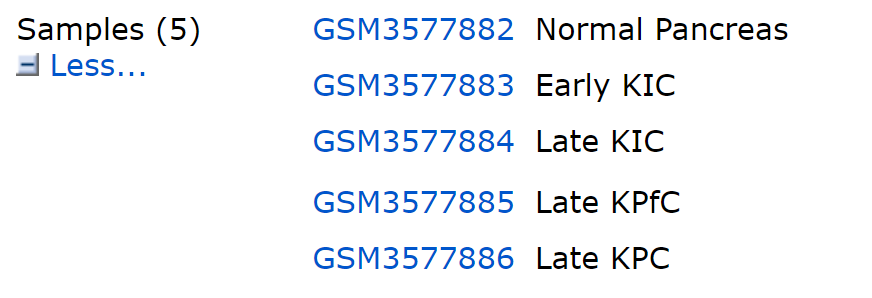 Samples (5) GSM3577882 Normal Pancreas
Less... GSM3577883 Early KIC
GSM3577884 Late KIC
GSM3577885 Late KPfC
GSM3577886 Late KPC